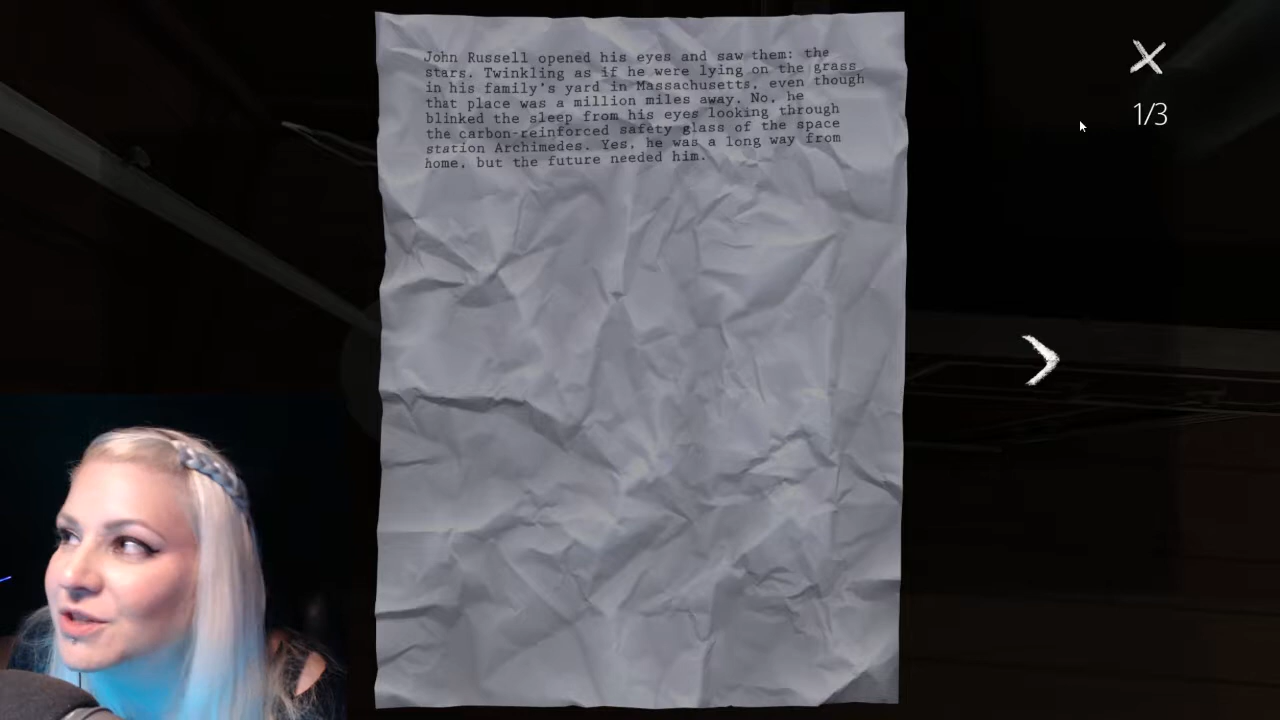 John Russell opened his eyes and saw them: the
stars. Twinkling as if he were lying on the grass
in his family's yard in Massachusetts, even though
that place was a million miles away. No, he
blinked the sleep from his eyes looking through
the carbon-reinforced safety glass of the space
station Archimedes. Yes, he was a long way from
home, but the future needed him.
1/3